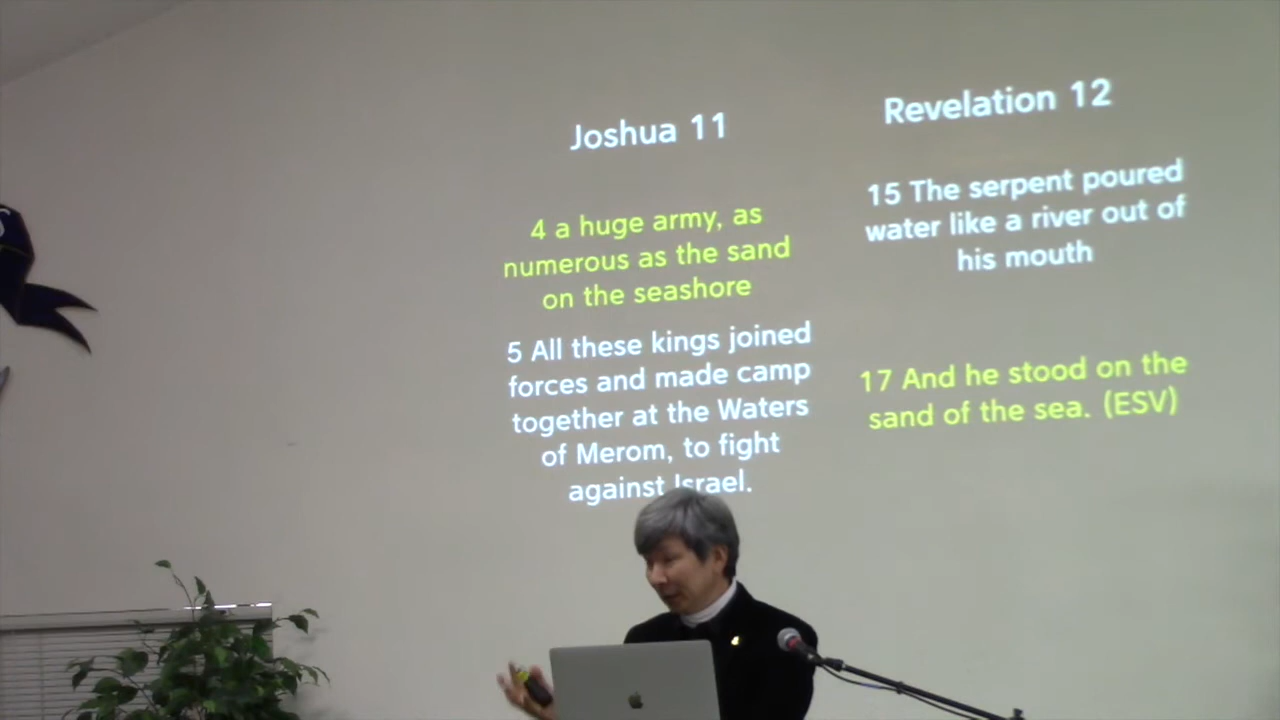 Joshua 11
4 a huge army, as
numerous as the sand
on the seashore
5 All these kings joined
forces and made camp
together at the Waters
of Merom, to fight
against Israel.
Revelation 12
15 The serpent poured
water like a river out of
his mouth
17 And he stood on the
sand of the sea. (ESV)